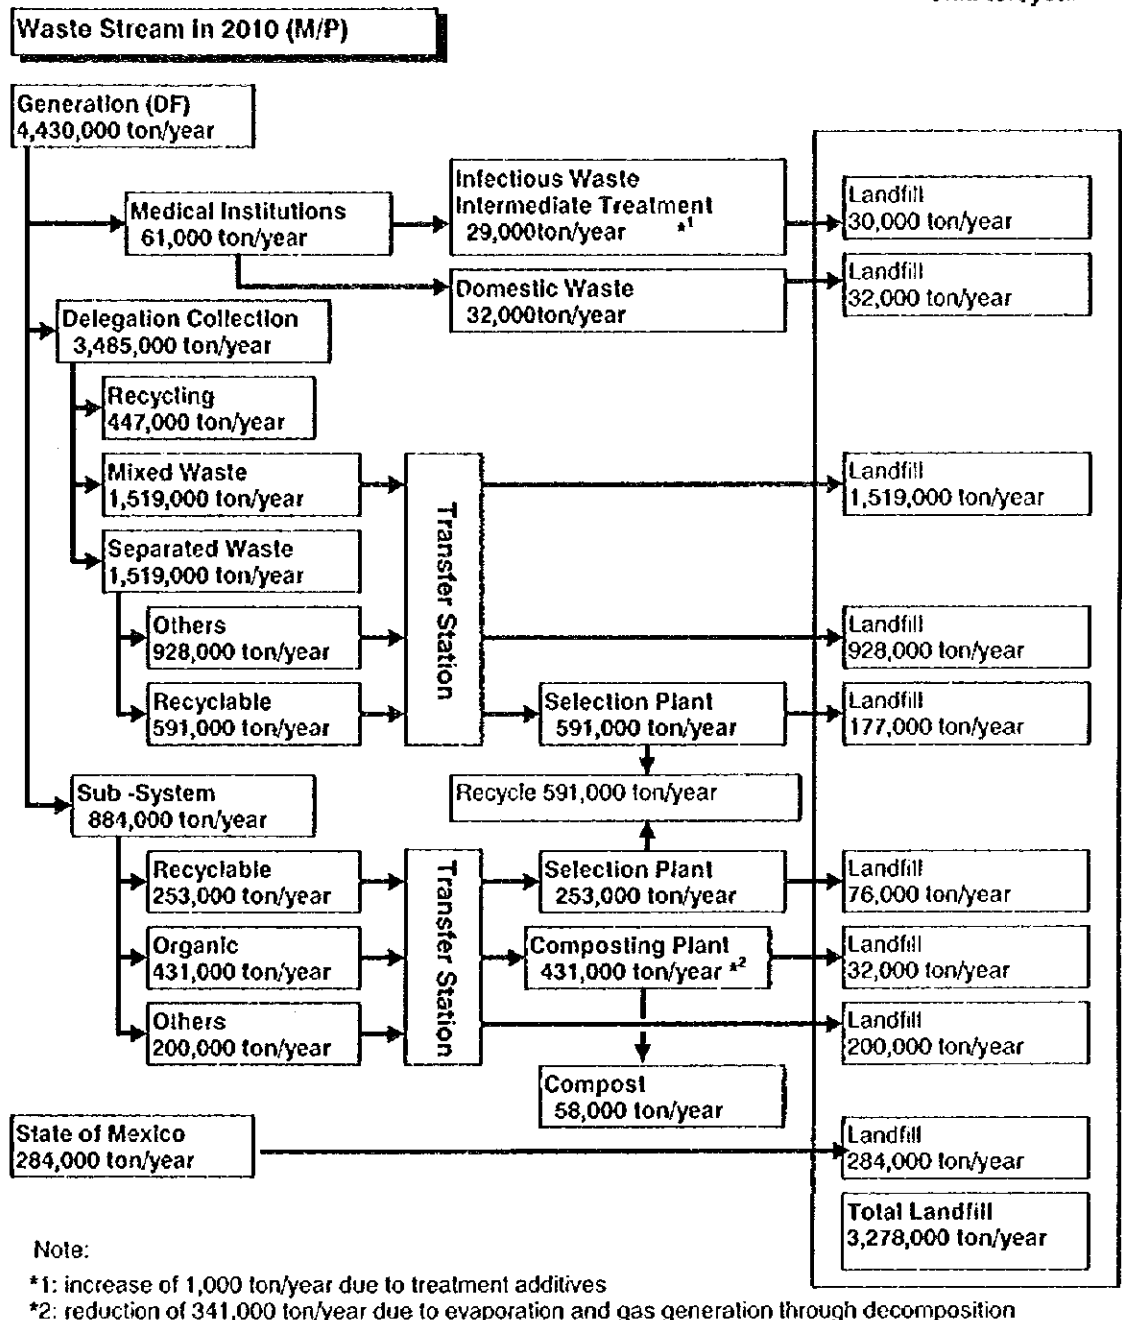 Waste Stream in 2010 (M/P)
Generation (DF)
4,430,000 ton/year
Medical Institutions
61,000 ton/year
Infectious Waste
Intermediate Treatment
29,000ton/year *1
Landfill
30,000 ton/year
Domestic Waste
32,000ton/year
Landfill
32,000 ton/year
Delegation Collection
3,485,000 ton/year
Recycting
447,000 ton/year
Mixed Waste
1,519,000 ton/year
Transfer Station
Landfill
1,519,000 ton/year
Separated Waste
1,519,000 ton/year
Others
928,000 ton/year
Landfill
928,000 ton/year
Recyclable
591,000 ton/year
Selection Plant
591,000 ton/year
Landfill
177,000 ton/year
Recycle 591,000 ton/year
Sub -System
884,000 ton/year
Recyclable
253,000 ton/year
Transfer Station
Selection Plant
253,000 ton/year
Landfill
76,000 ton/year
Organic
431,000 ton/year
Composting Plant
431,000 ton/year *2
Landfill
32,000 ton/year
Others
200,000 ton/year
Landfill
200,000 ton/year
Compost
58,000 ton/year
State of Mexico
284,000 ton/year
Landfill
284,000 ton/year
Total Landfill
3,278,000 ton/year
Note:
*1: increase of 1,000 ton/year due to treatment additives
*2: reduction of 341,000 ton/year due to evaporation and gas generation through decomposition